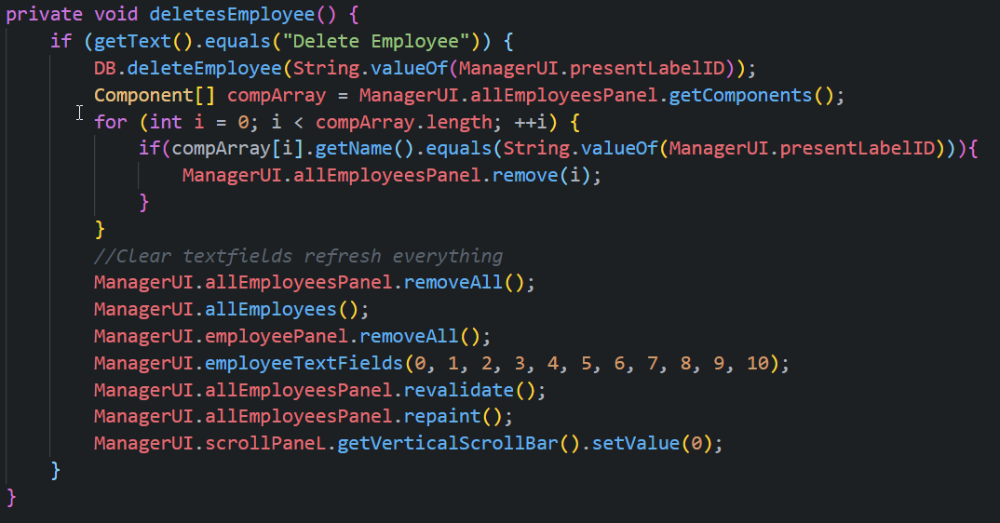 private void deletesEmployee() {
    if (getText().equals("Delete Employee")) {
        DB.deleteEmployee(String.valueOf(ManagerUI.presentLabelID));
        Component[] compArray = ManagerUI.allEmployeesPanel.getComponents();
        for (int i = 0; i < compArray.length; ++i) {
            if(compArray[i].getName().equals(String.valueOf(ManagerUI.presentLabelID))){
                ManagerUI.allEmployeesPanel.remove(i);
            }
        }
        //Clear textfields refresh everything
        ManagerUI.allEmployeesPanel.removeAll();
        ManagerUI.allEmployees();
        ManagerUI.employeePanel.removeAll();
        ManagerUI.employeeTextFields(0, 1, 2, 3, 4, 5, 6, 7, 8, 9, 10);
        ManagerUI.allEmployeesPanel.revalidate();
        ManagerUI.allEmployeesPanel.repaint();
        ManagerUI.scrollPaneL.getVerticalScrollBar().setValue(0);
    }
}